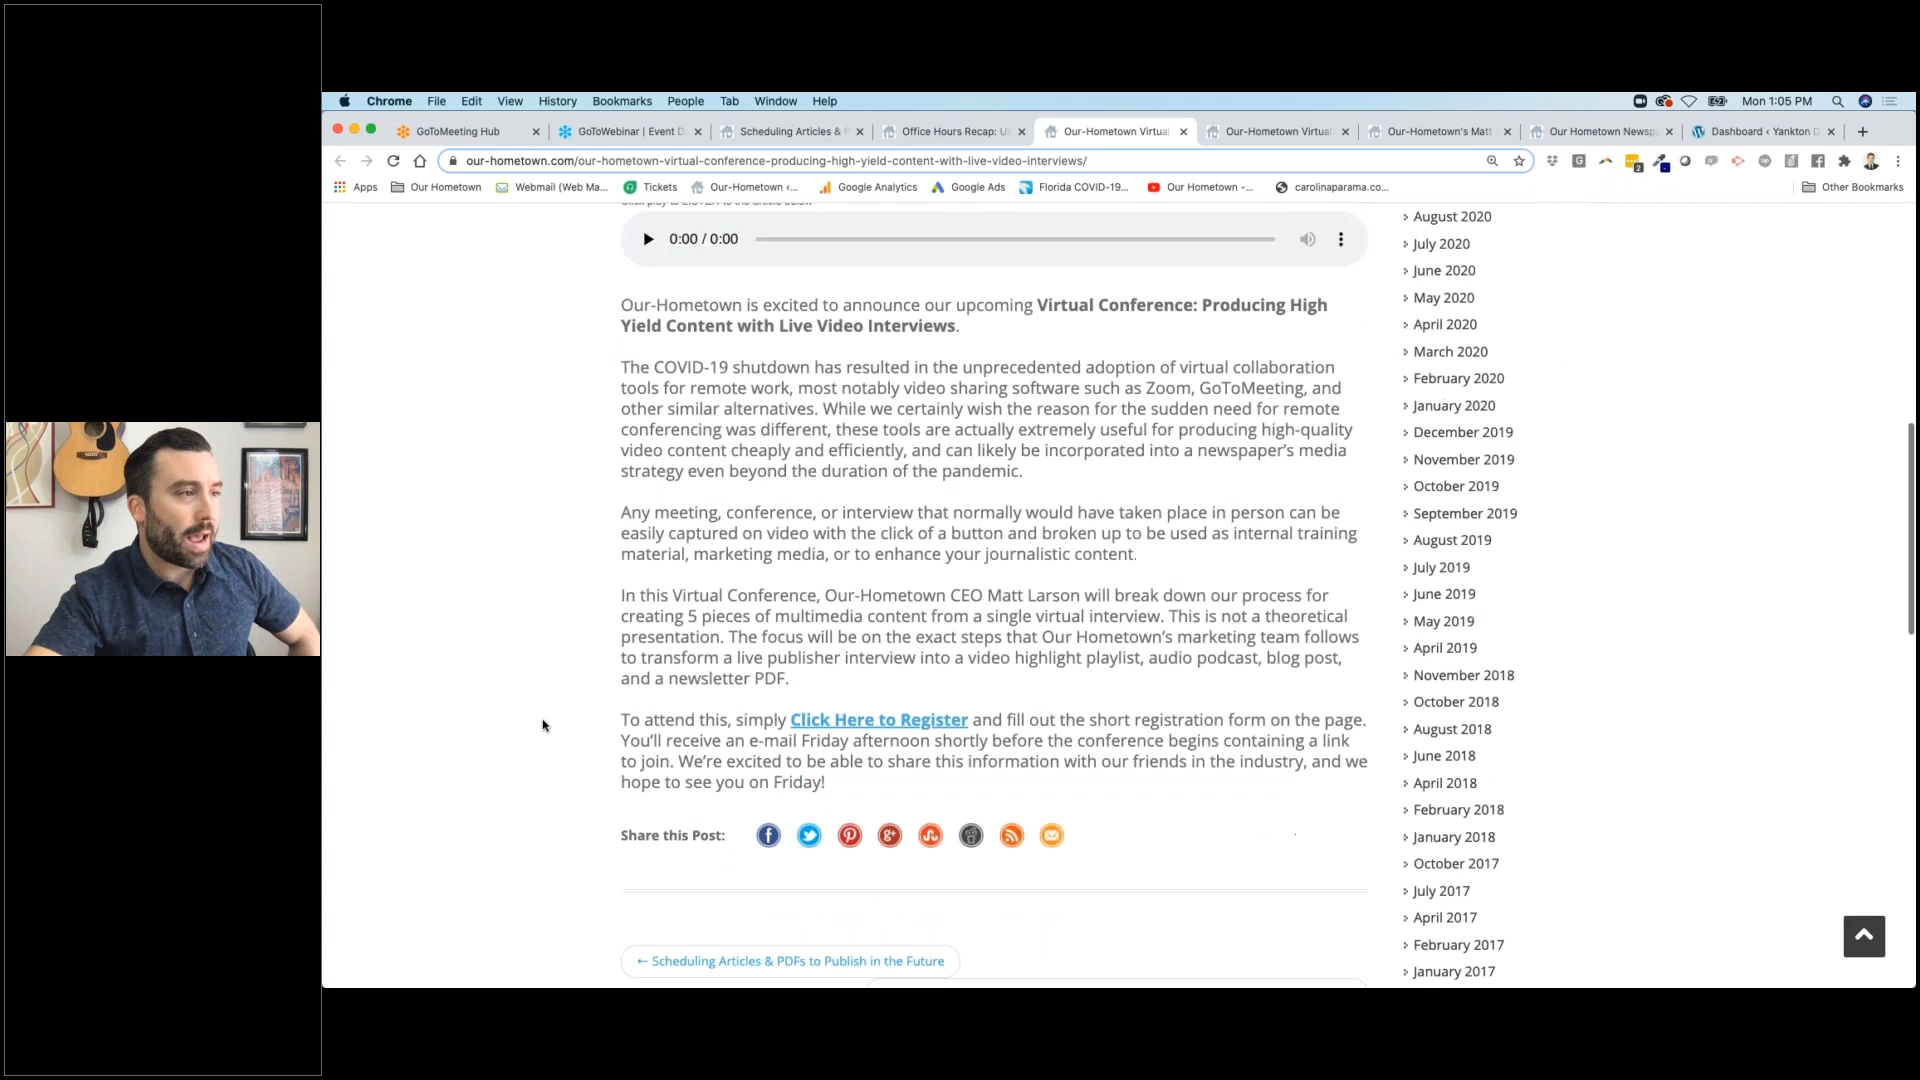 Chrome File Edit View History Bookmarks People Tab Window Help Mon 1:05 PM
GoToMeeting Hub
GoToWebinar | Event D
Scheduling Articles & P
Office Hours Recap: U
Our-Hometown Virtual
Our-Hometown Virtual
Our-Hometown's Matt
Our Hometown Newsp
Dashboard ‹ Yankton D
our-hometown.com/our-hometown-virtual-conference-producing-high-yield-content-with-live-video-interviews/
Apps Our Hometown Webmail (Web Ma... Tickets Our-Hometown ‹... Google Analytics Google Ads Florida COVID-19... Our Hometown -... carolinaparama.co... Other Bookmarks
0:00 / 0:00
Our-Hometown is excited to announce our upcoming Virtual Conference: Producing High
Yield Content with Live Video Interviews.
The COVID-19 shutdown has resulted in the unprecedented adoption of virtual collaboration
tools for remote work, most notably video sharing software such as Zoom, GoToMeeting, and
other similar alternatives. While we certainly wish the reason for the sudden need for remote
conferencing was different, these tools are actually extremely useful for producing high-quality
video content cheaply and efficiently, and can likely be incorporated into a newspaper's media
strategy even beyond the duration of the pandemic.
Any meeting, conference, or interview that normally would have taken place in person can be
easily captured on video with the click of a button and broken up to be used as internal training
material, marketing media, or to enhance your journalistic content.
In this Virtual Conference, Our-Hometown CEO Matt Larson will break down our process for
creating 5 pieces of multimedia content from a single virtual interview. This is not a theoretical
presentation. The focus will be on the exact steps that Our Hometown's marketing team follows
to transform a live publisher interview into a video highlight playlist, audio podcast, blog post,
and a newsletter PDF.
To attend this, simply Click Here to Register and fill out the short registration form on the page.
You'll receive an e-mail Friday afternoon shortly before the conference begins containing a link
to join. We're excited to be able to share this information with our friends in the industry, and we
hope to see you on Friday!
Share this Post:
← Scheduling Articles & PDFs to Publish in the Future
August 2020
July 2020
June 2020
May 2020
April 2020
March 2020
February 2020
January 2020
December 2019
November 2019
October 2019
September 2019
August 2019
July 2019
June 2019
May 2019
April 2019
November 2018
October 2018
August 2018
June 2018
April 2018
February 2018
January 2018
October 2017
July 2017
April 2017
February 2017
January 2017